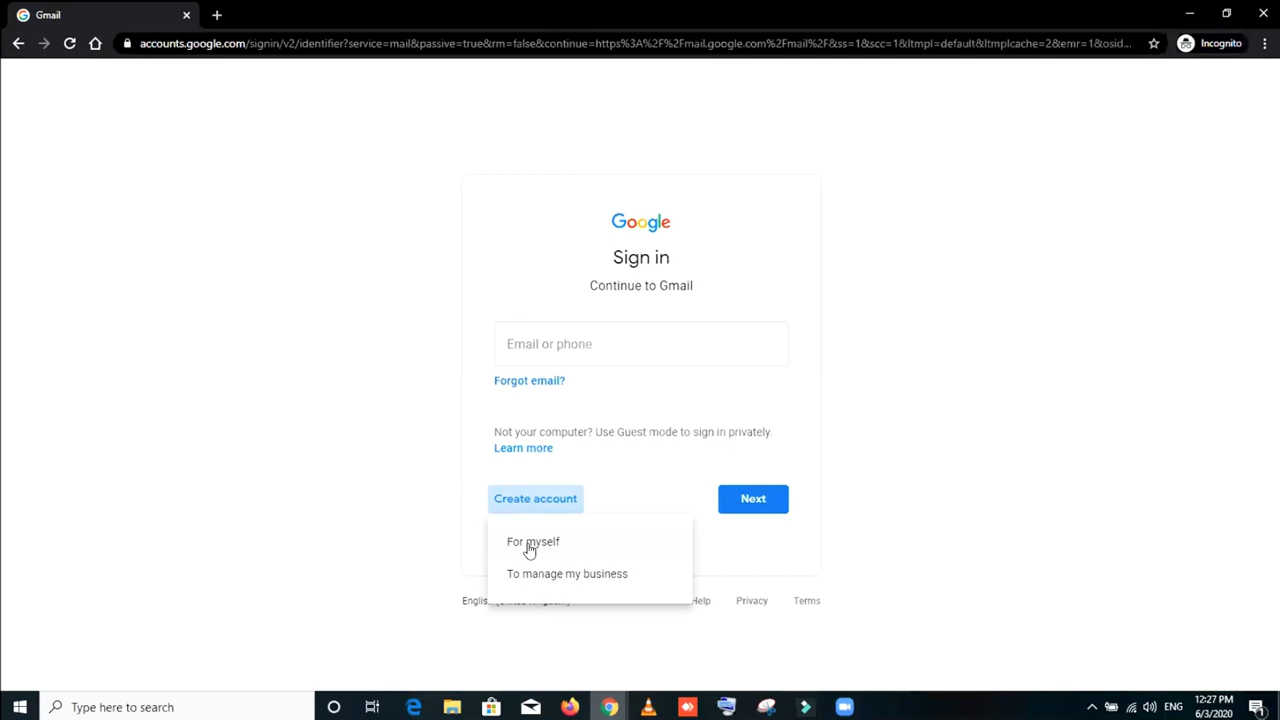 Gmail
accounts.google.com/signin/v2/identifier?service=mail&passive=true&rm=false&continue=https%3A%2F%2Fmail.google.com%2Fmail%2F&ss=1&scc=1&ltmpl=default&ltmplcache=2&emr=1&osid...
Incognito
Google
Sign in
Continue to Gmail
Email or phone
Forgot email?
Not your computer? Use Guest mode to sign in privately.
Learn more
Create account
Next
For myself
To manage my business
Help Privacy Terms
Type here to search
ENG
12:27 PM
6/3/2020